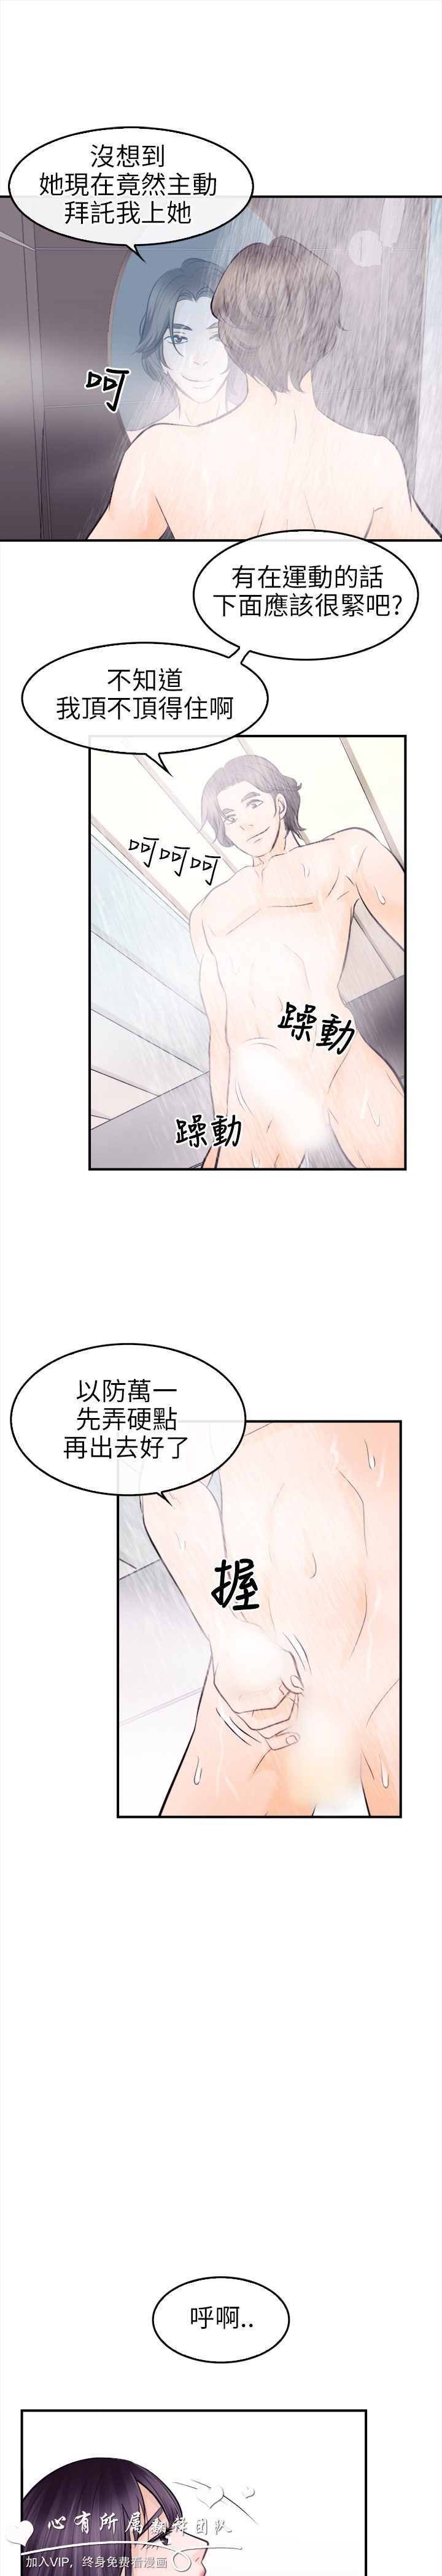 沒想到
她現在竟然主動
拜託我上她
呵
有在運動的話
下面應該很緊吧?
不知道
我頂不頂得住啊
呵呵呵
躁動
躁動
以防萬一
先弄硬點
再出去好了
握
呼啊..
心有所属翻译团队
加入VIP，终身免费看漫画